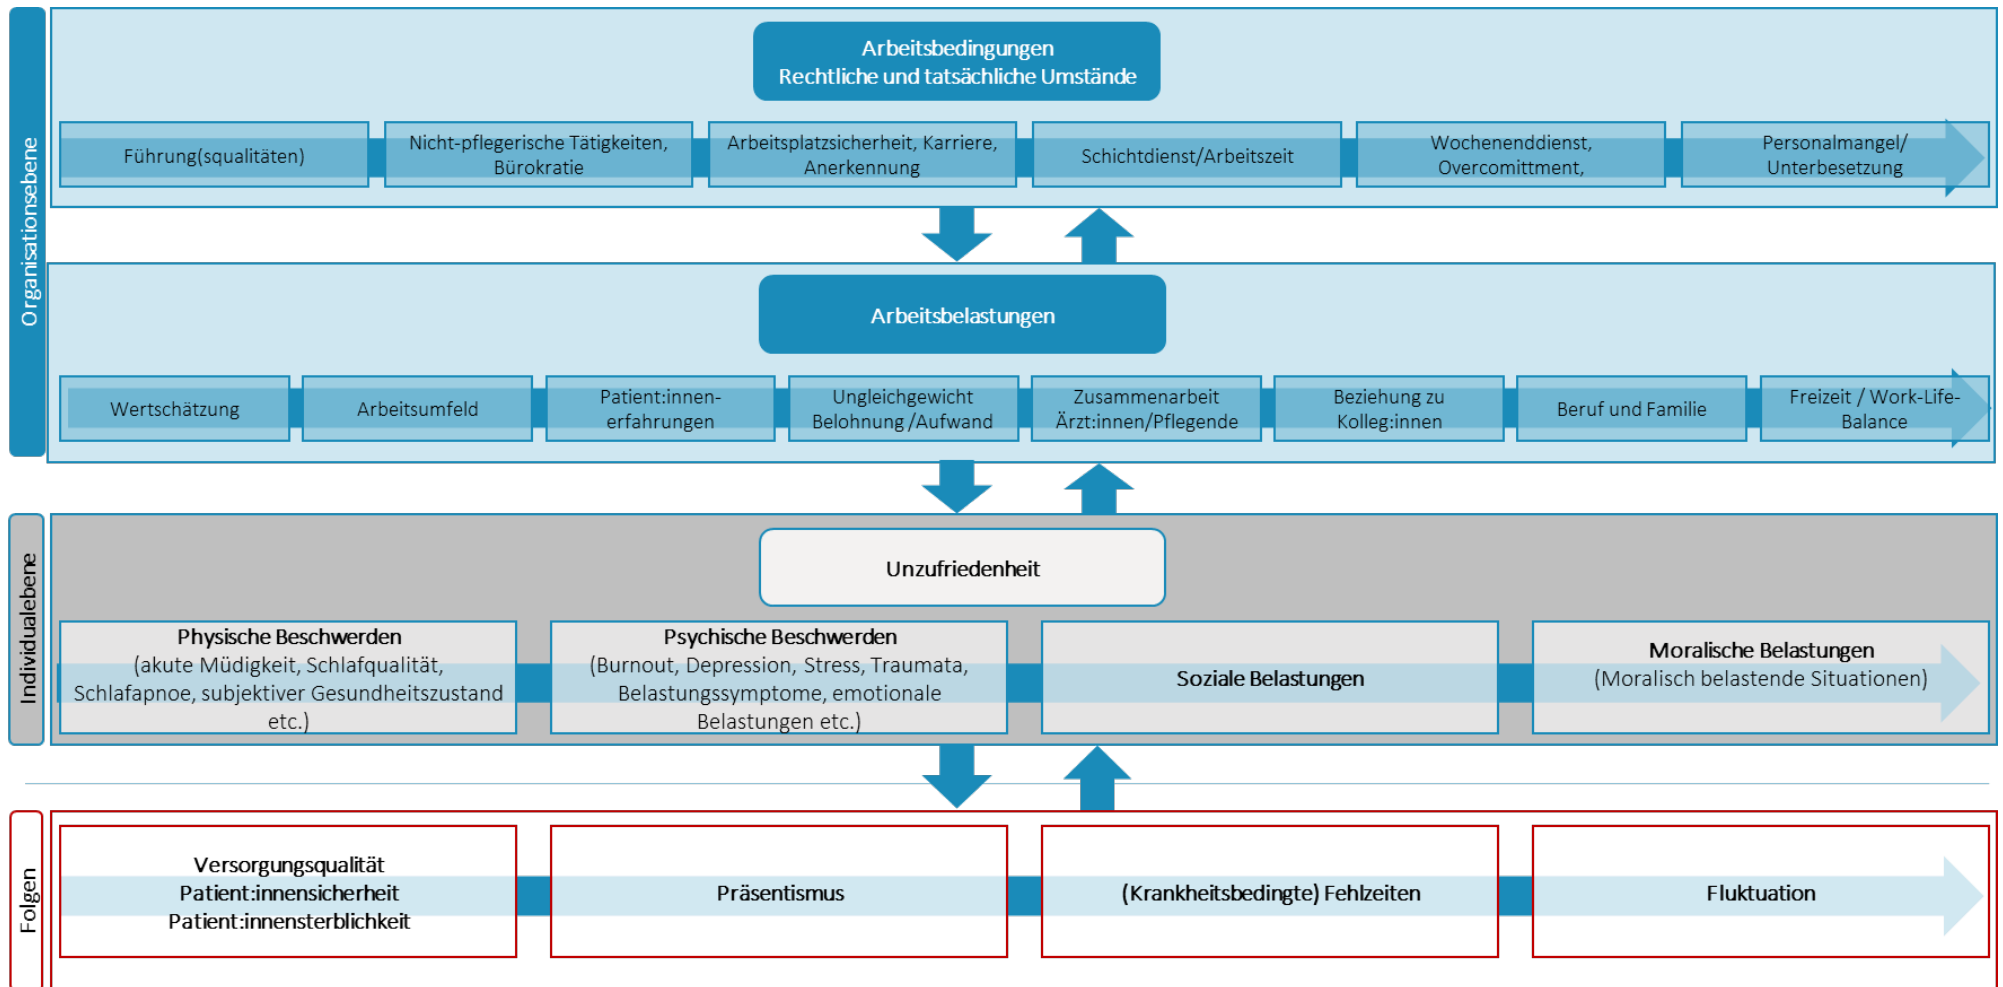 Organisationsebene
Arbeitsbedingungen
Rechtliche und tatsächliche Umstände
Führung(squalitäten)
Nicht-pflegerische Tätigkeiten,
Bürokratie
Arbeitsplatzsicherheit, Karriere,
Anerkennung
Schichtdienst/Arbeitszeit
Wochenenddienst,
Overcomittment,
Personalmangel/
Unterbesetzung
Arbeitsbelastungen
Wertschätzung
Arbeitsumfeld
Patient:innen-
erfahrungen
Ungleichgewicht
Belohnung/Aufwand
Zusammenarbeit
Ärzt:innen/Pflegende
Beziehung zu
Kolleg:innen
Beruf und Familie
Freizeit / Work-Life-
Balance
Individualebene
Unzufriedenheit
Physische Beschwerden
(akute Müdigkeit, Schlafqualität,
Schlafapnoe, subjektiver Gesundheitszustand
etc.)
Psychische Beschwerden
(Burnout, Depression, Stress, Traumata,
Belastungssymptome, emotionale
Belastungen etc.)
Soziale Belastungen
Moralische Belastungen
(Moralisch belastende Situationen)
Folgen
Versorgungsqualität
Patient:innensicherheit
Patient:innensterblichkeit
Präsentismus
(Krankheitsbedingte) Fehlzeiten
Fluktuation